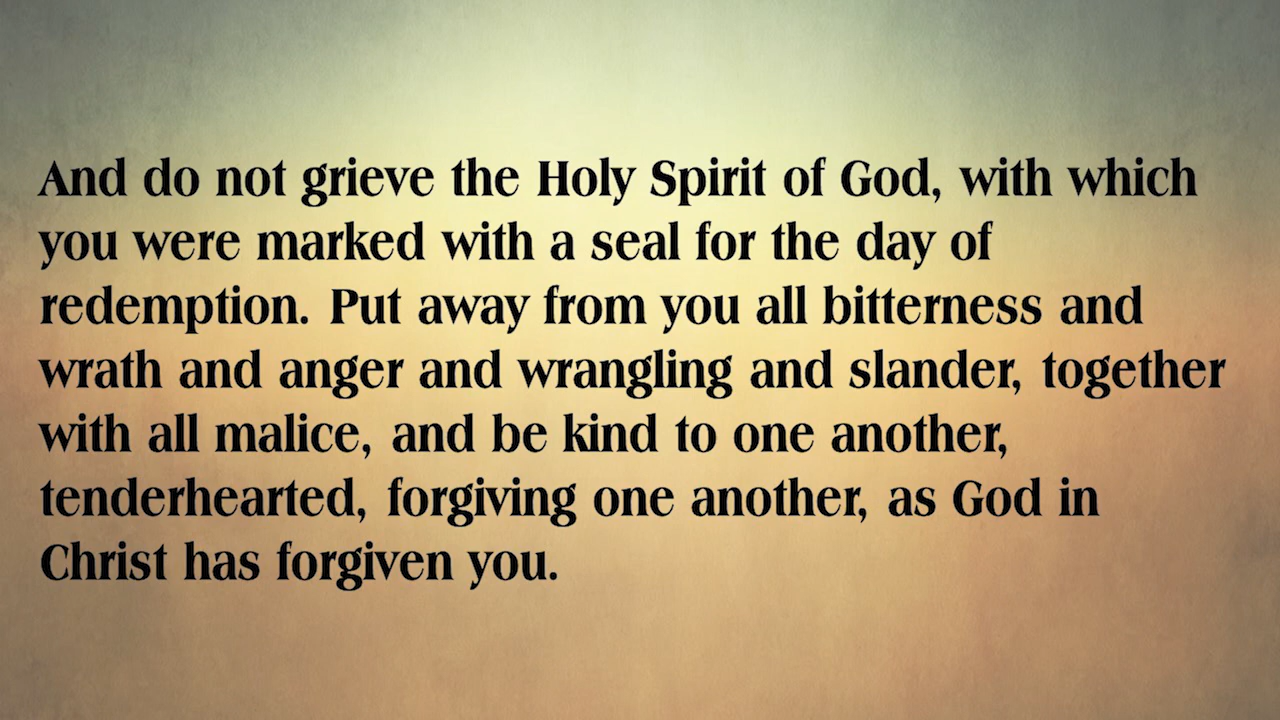 And do not grieve the Holy Spirit of God, with which
you were marked with a seal for the day of
redemption. Put away from you all bitterness and
wrath and anger and wrangling and slander, together
with all malice, and be kind to one another,
tenderhearted, forgiving one another, as God in
Christ has forgiven you.